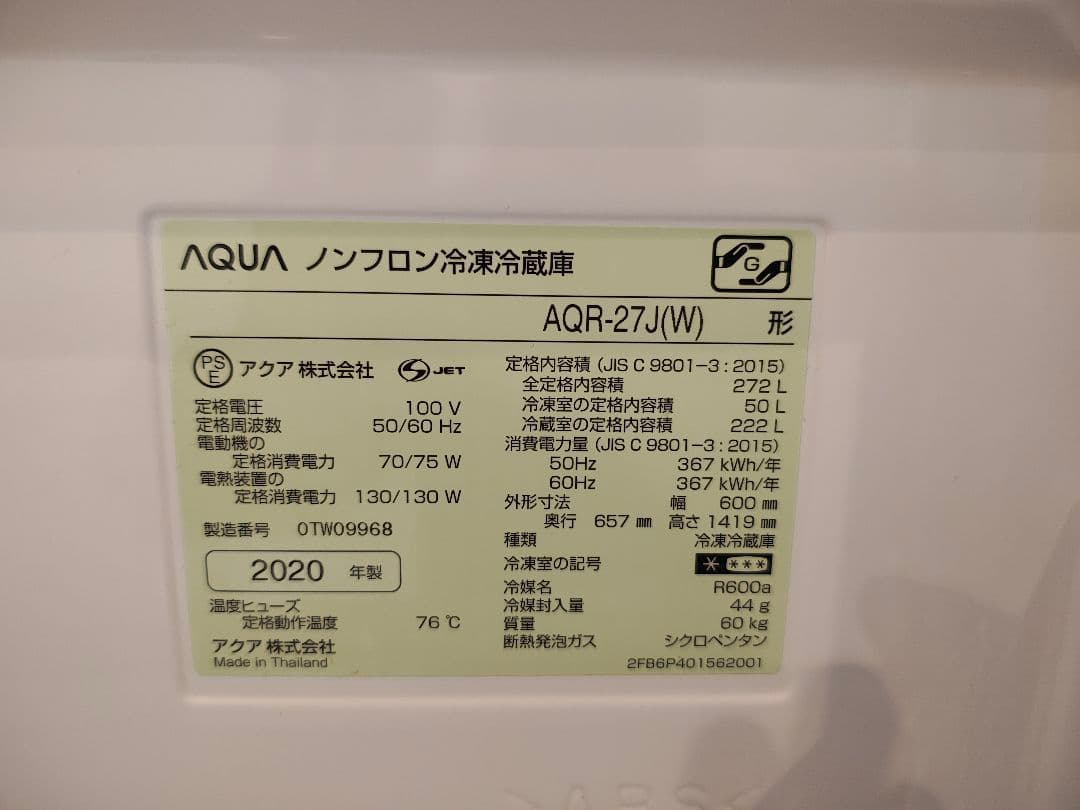 AQUA ノンフロン冷凍冷蔵庫
G
AQR-27J(W) 形
PS E アクア 株式会社 S JET
定格電圧 100 V
定格周波数 50/60 Hz
電動機の
定格消費電力 70/75 W
電熱装置の
定格消費電力 130/130 W
製造番号 0TW09968
2020 年製
温度ヒューズ
定格動作温度 76 ℃
アクア 株式会社
Made in Thailand
定格内容積 (JIS C 9801-3 : 2015)
全定格内容積 272 L
冷凍室の定格内容積 50 L
冷蔵室の定格内容積 222 L
消費電力量 (JIS C 9801-3 : 2015)
50Hz 367 kWh/年
60Hz 367 kWh/年
外形寸法 幅 600 ㎜
奥行 657 ㎜ 高さ 1419 ㎜
種類 冷凍冷蔵庫
冷凍室の記号 * ***
冷媒名 R600a
冷媒封入量 44 g
質量 60 kg
断熱発泡ガス シクロペンタン
2FB6P401562001
>ABS<